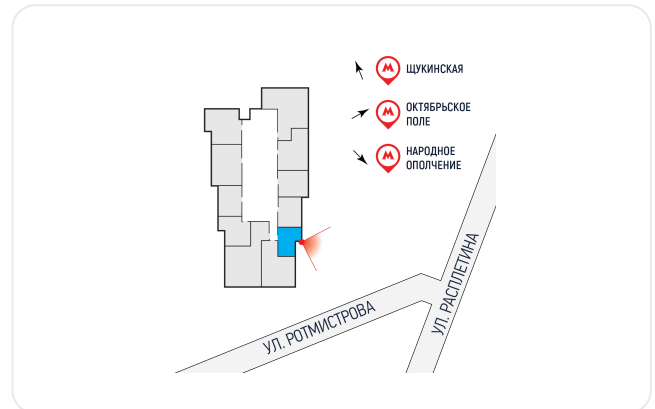 ЩУКИНСКАЯ
ОКТЯБРЬСКОЕ
ПОЛЕ
НАРОДНОЕ
ОПОЛЧЕНИЕ
УЛ. РАСПЛЕТИНА
УЛ. РОТМИСТРОВА